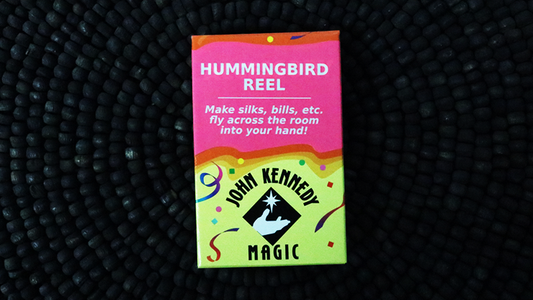 HUMMINGBIRD
REEL
Make silks, bills, etc.
fly across the room
into your hand!
JOHN KENNEDY
MAGIC